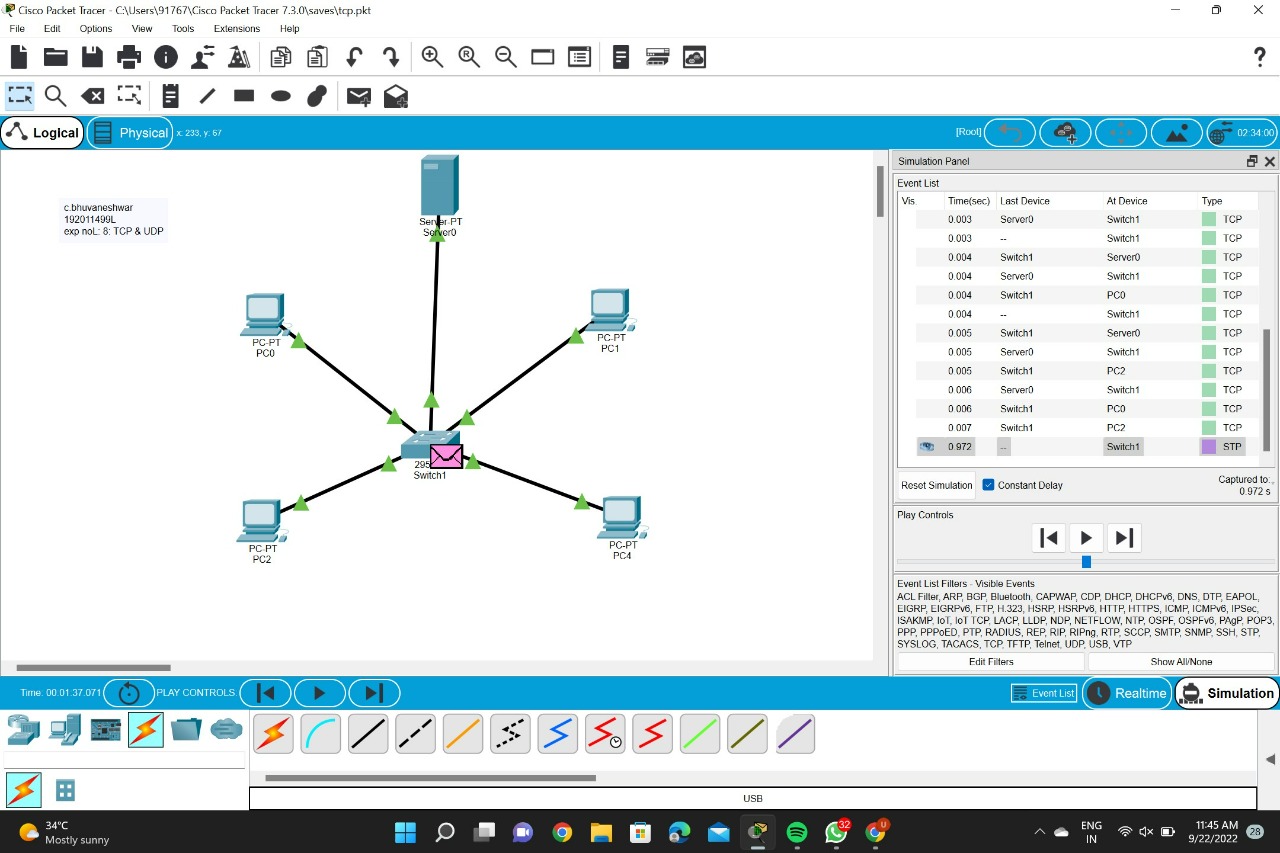 Cisco Packet Tracer - C:\Users\91767\Cisco Packet Tracer 7.3.0\saves\tcp.pkt
File Edit Options View Tools Extensions Help
?
Logical Physical x: 233, y: 67 [Root] 02:34:00
c.bhuvaneshwar
192011499L
exp noL: 8: TCP & UDP
Server-PT
Server0
PC-PT
PC0
PC-PT
PC1
295
Switch1
PC-PT
PC2
PC-PT
PC4
Simulation Panel
Event List
Vis. Time(sec) Last Device At Device Type
0.003 Server0 Switch1 TCP
0.003 -- Switch1 TCP
0.004 Switch1 Server0 TCP
0.004 Server0 Switch1 TCP
0.004 Switch1 PC0 TCP
0.004 -- Switch1 TCP
0.005 Switch1 Server0 TCP
0.005 Server0 Switch1 TCP
0.005 Switch1 PC2 TCP
0.006 Server0 Switch1 TCP
0.006 Switch1 PC0 TCP
0.007 Switch1 PC2 TCP
0.972 -- Switch1 STP
Reset Simulation Constant Delay Captured to:
0.972 s
Play Controls
Event List Filters - Visible Events
ACL Filter, ARP, BGP, Bluetooth, CAPWAP, CDP, DHCP, DHCPv6, DNS, DTP, EAPOL,
EIGRP, EIGRPv6, FTP, H.323, HSRP, HSRPv6, HTTP, HTTPS, ICMP, ICMPv6, IPSec,
ISAKMP, IoT, IoT TCP, LACP, LLDP, NDP, NETFLOW, NTP, OSPF, OSPFv6, PAgP, POP3,
PPP, PPPoED, PTP, RADIUS, REP, RIP, RIPng, RTP, SCCP, SMTP, SNMP, SSH, STP,
SYSLOG, TACACS, TCP, TFTP, Telnet, UDP, USB, VTP
Edit Filters Show All/None
Time: 00:01:37.071 PLAY CONTROLS: Event List Realtime Simulation
USB
34°C
Mostly sunny
32
U
ENG
IN
11:45 AM
9/22/2022
28